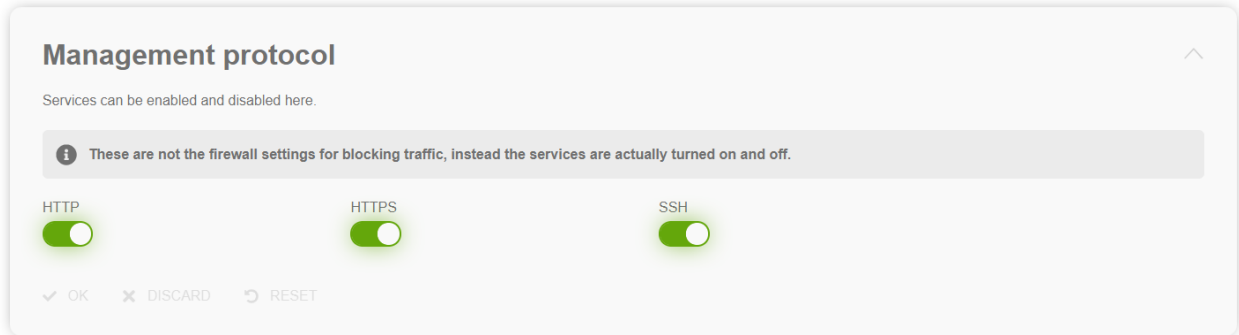 Management protocol
Services can be enabled and disabled here.
These are not the firewall settings for blocking traffic, instead the services are actually turned on and off.
HTTP HTTPS SSH
OK DISCARD RESET